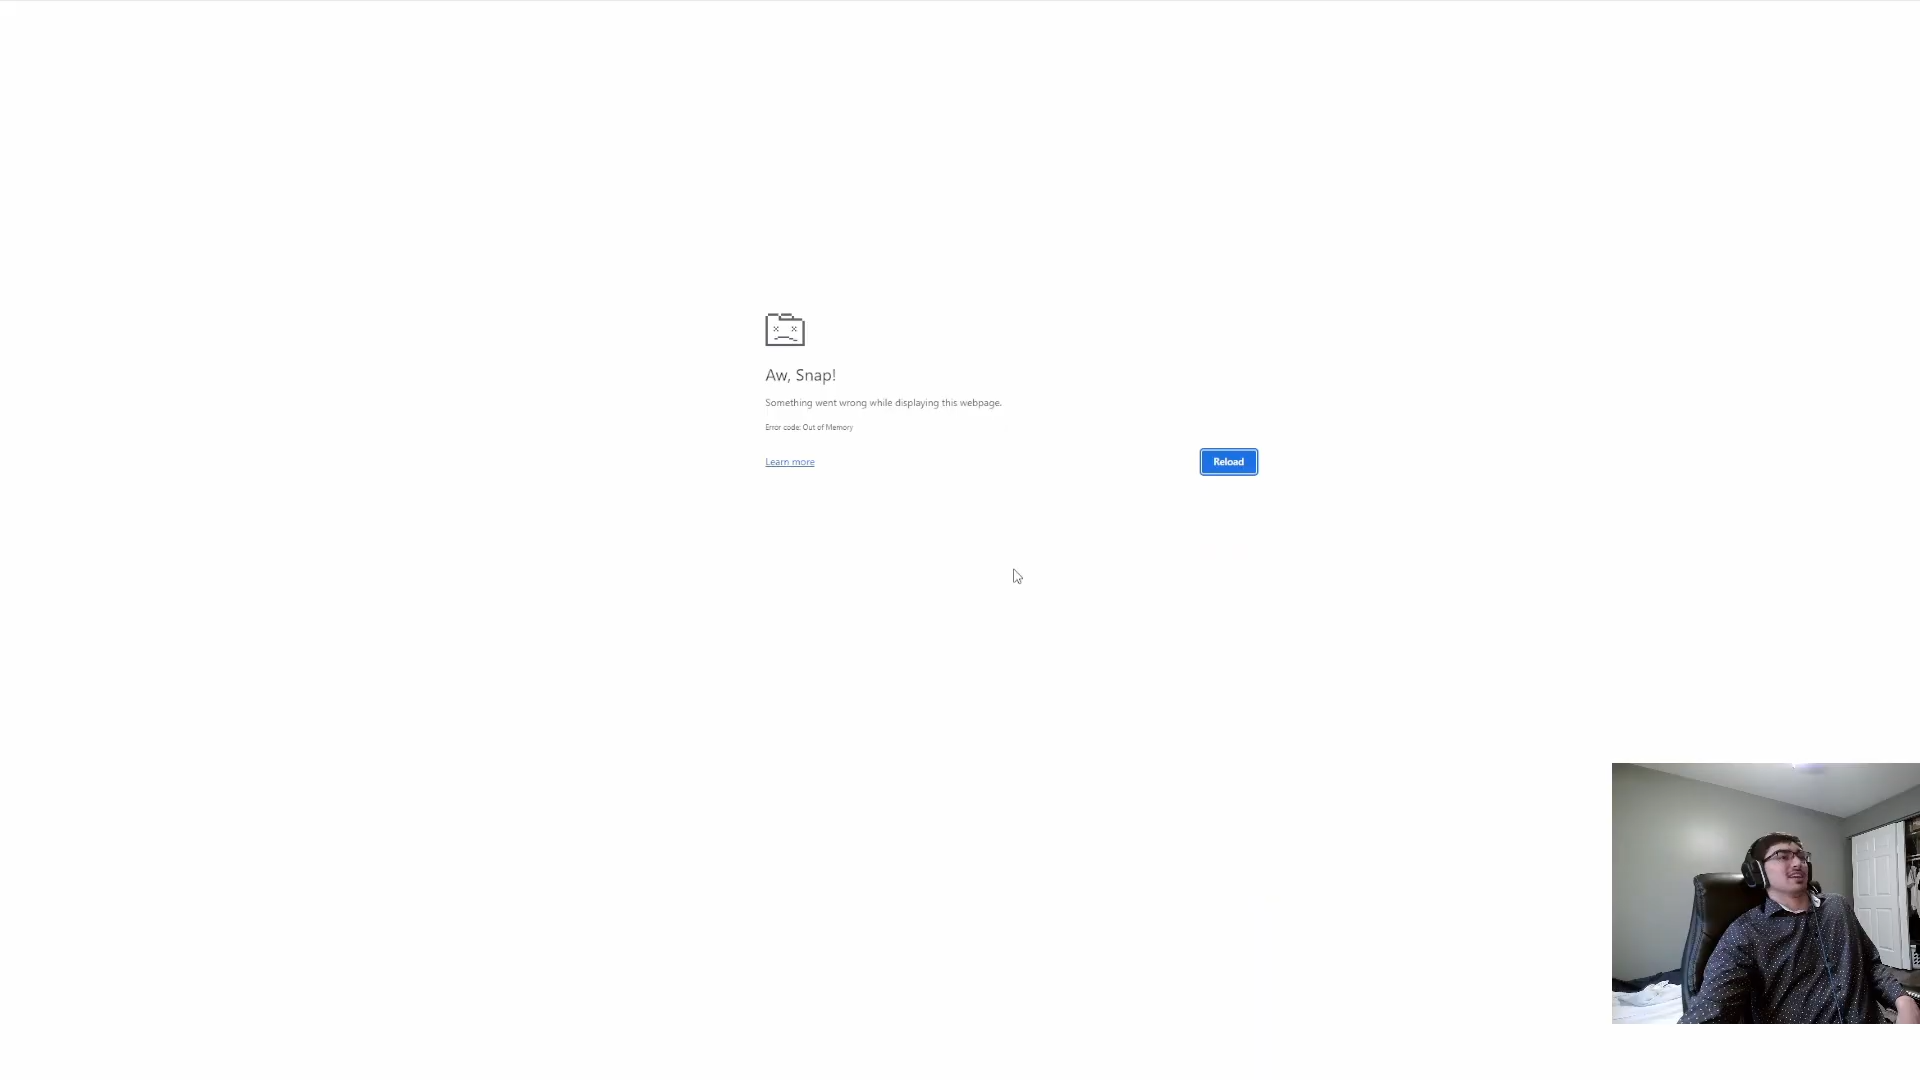 Aw, Snap!
Something went wrong while displaying this webpage.
Error code: Out of Memory
Learn more
Reload